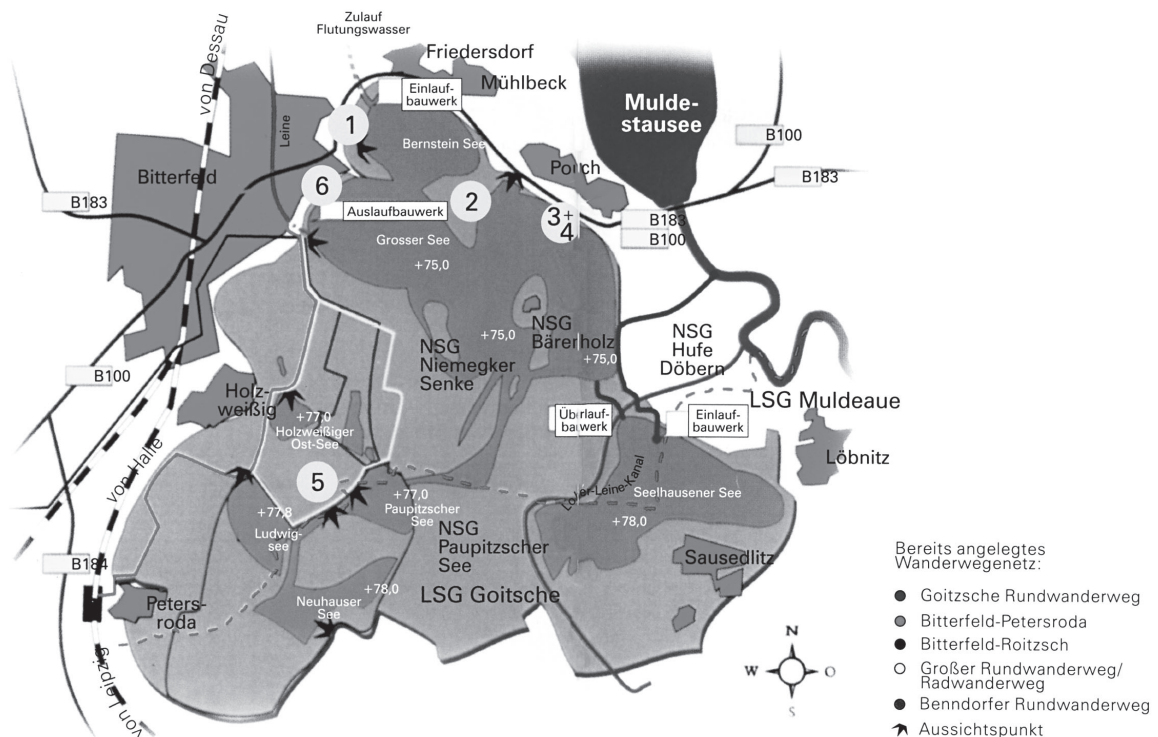 von Dessau
Zulauf
Flutungswasser
Friedersdorf
Mühlbeck
Einlauf-
bauwerk
Mulde-
stausee
B100
B183
Leine
1
Bernstein See
Bitterfeld
6
2
3+
4
B183
Auslaufbauwerk
B183
B100
Grosser See
+75,0
+75,0
NSG
Bärenholz
+75,0
NSG
Niemegker
Senke
NSG
Hufe
Döbern
B100
Holz-
weißig
+77,0
Holzweißiger
Ost-See
Überlauf-
bauwerk
Einlauf-
bauwerk
LSG Muldeaue
Löbnitz
von Halle
5
+77,8
Ludwig-
see
+77,0
Paupitzscher
See
Seelhausener See
+78,0
NSG
Paupitzscher
See
Sausedlitz
B184
LSG Goitsche
Peters-
roda
+78,0
Neuhauser
See
von Leipzig
N
W
O
S
Bereits angelegtes
Wanderwegenetz:
Goitzsche Rundwanderweg
Bitterfeld-Petersroda
Bitterfeld-Roitzsch
Großer Rundwanderweg/
Radwanderweg
Benndorfer Rundwanderweg
Aussichtspunkt